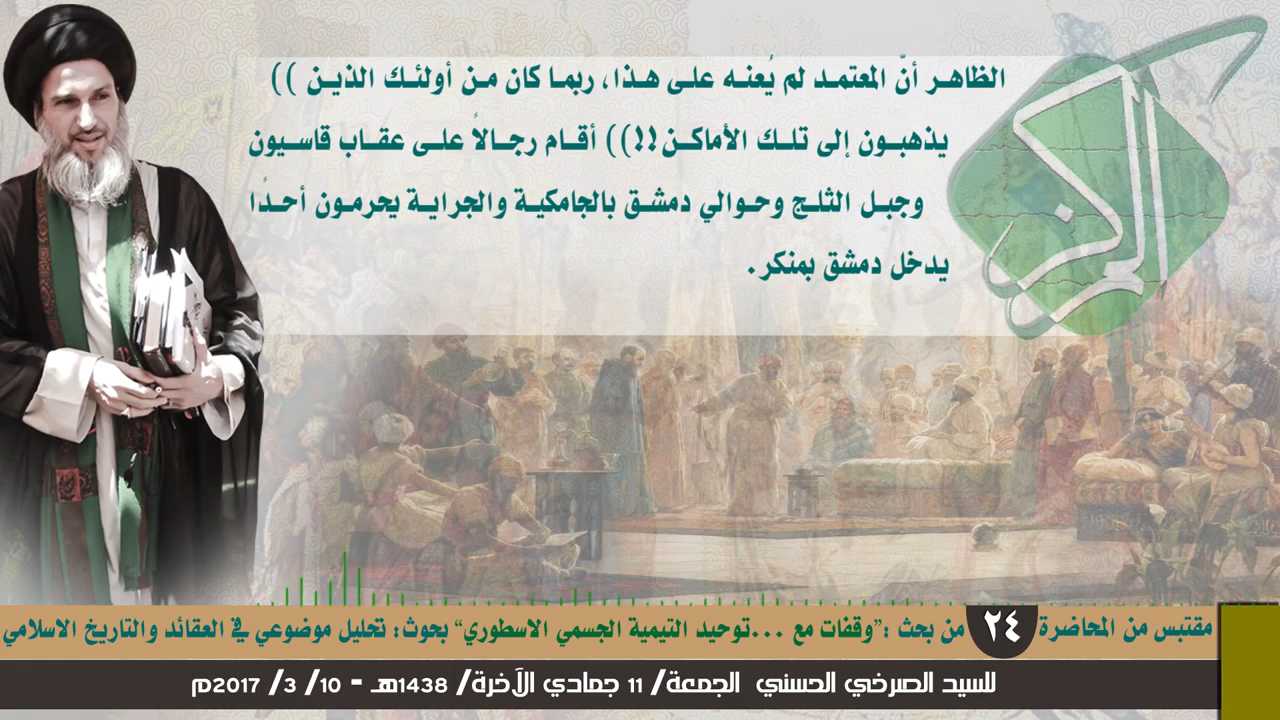 الظاهر أنّ المعتمد لم يُعنه على هذا، ربما كان من أولئك الذين ))
يذهبون إلى تلك الأماكن!!)) أقام رجالاً على عقاب قاسيون
وجبل الثلج وحوالي دمشق بالجامكية والجراية يحرمون أحدًا
يدخل دمشق بمنكر.
المركز
مقتبس من المحاضرة ٢٤ من بحث :"وقفات مع ...توحيد التيمية الجسمي الاسطوري" بحوث: تحليل موضوعي في العقائد والتاريخ الاسلامي
للسيد الصرخي الحسني الجمعة/ 11 جمادي الآخرة/ 1438هـ - 10/ 3/ 2017م